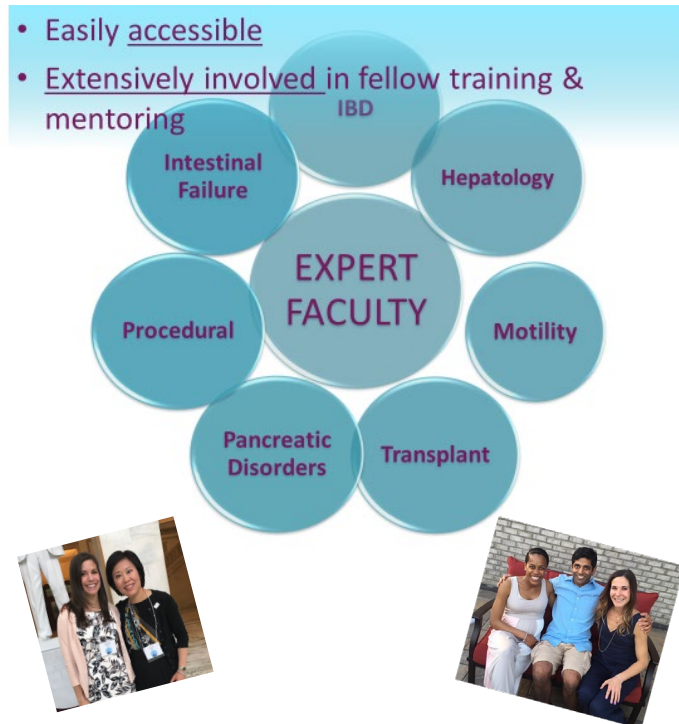 • Easily accessible
• Extensively involved in fellow training &
mentoring
IBD
Intestinal
Failure
Hepatology
EXPERT
FACULTY
Procedural
Motility
Pancreatic
Disorders
Transplant